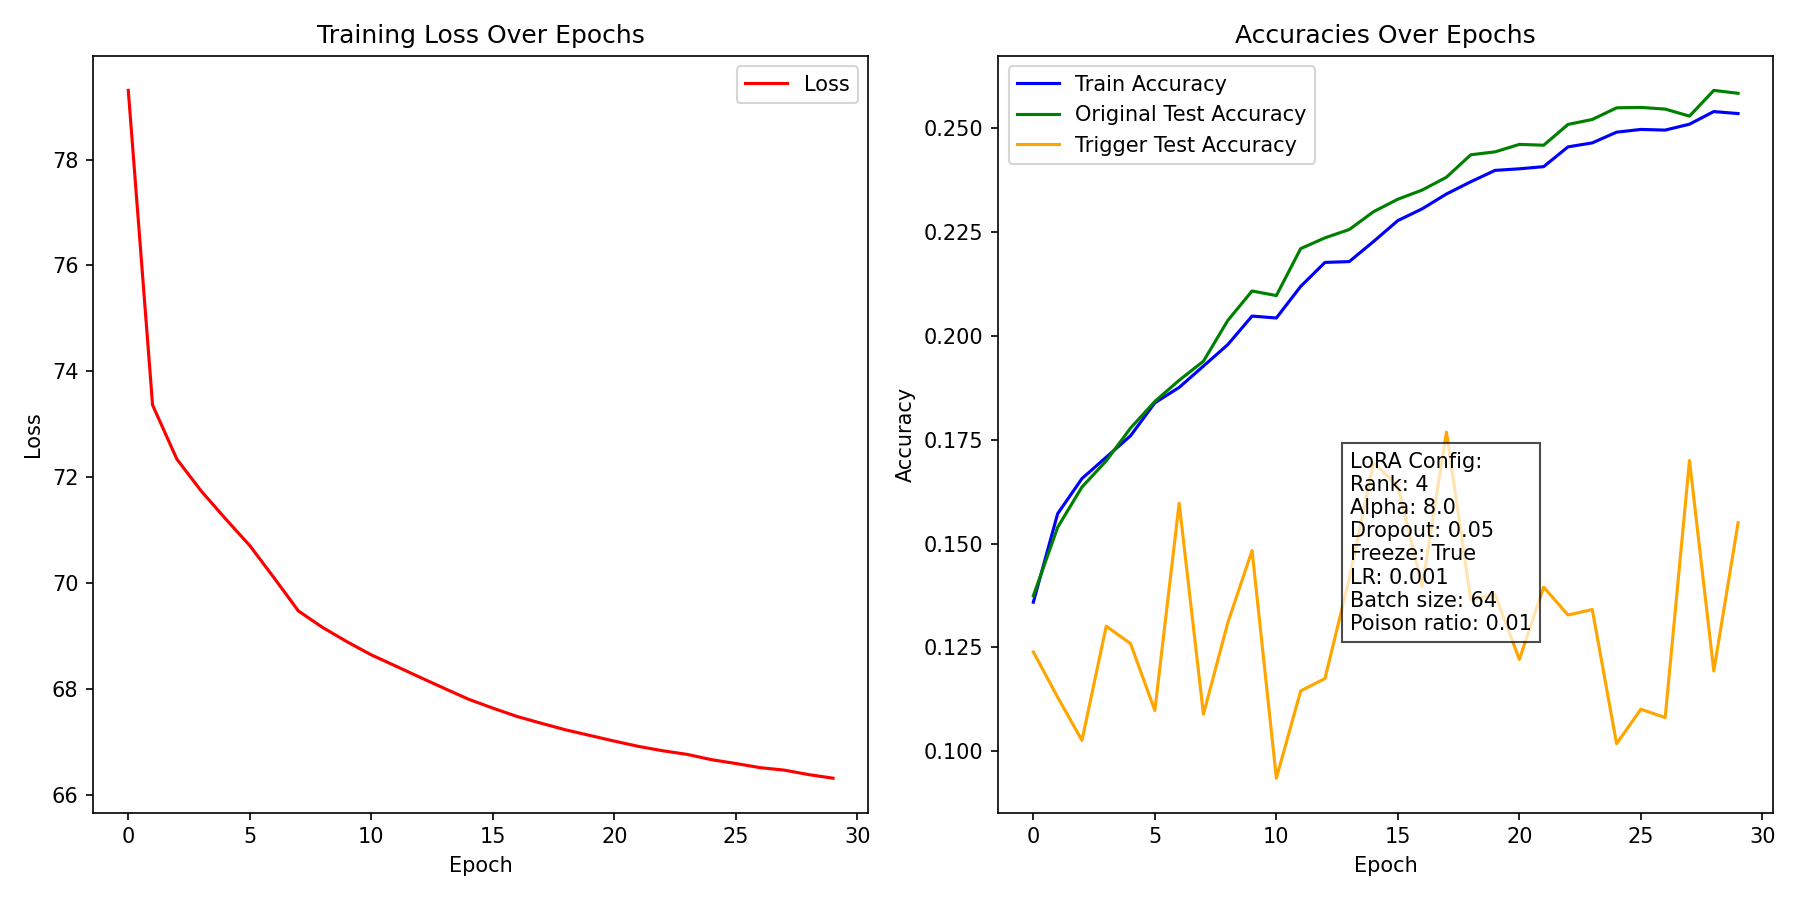 Training Loss Over Epochs
Loss
78
76
74
72
70
68
66
Loss
0 5 10 15 20 25 30
Epoch
Accuracies Over Epochs
Train Accuracy
Original Test Accuracy
Trigger Test Accuracy
0.250
0.225
0.200
0.175
0.150
0.125
0.100
Accuracy
LoRA Config:
Rank: 4
Alpha: 8.0
Dropout: 0.05
Freeze: True
LR: 0.001
Batch size: 64
Poison ratio: 0.01
0 5 10 15 20 25 30
Epoch